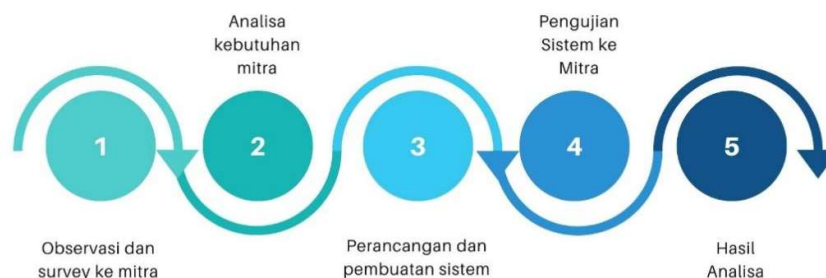 1
Observasi dan
survey ke mitra
2
Analisa
kebutuhan
mitra
3
Perancangan dan
pembuatan sistem
4
Pengujian
Sistem ke
Mitra
5
Hasil
Analisa